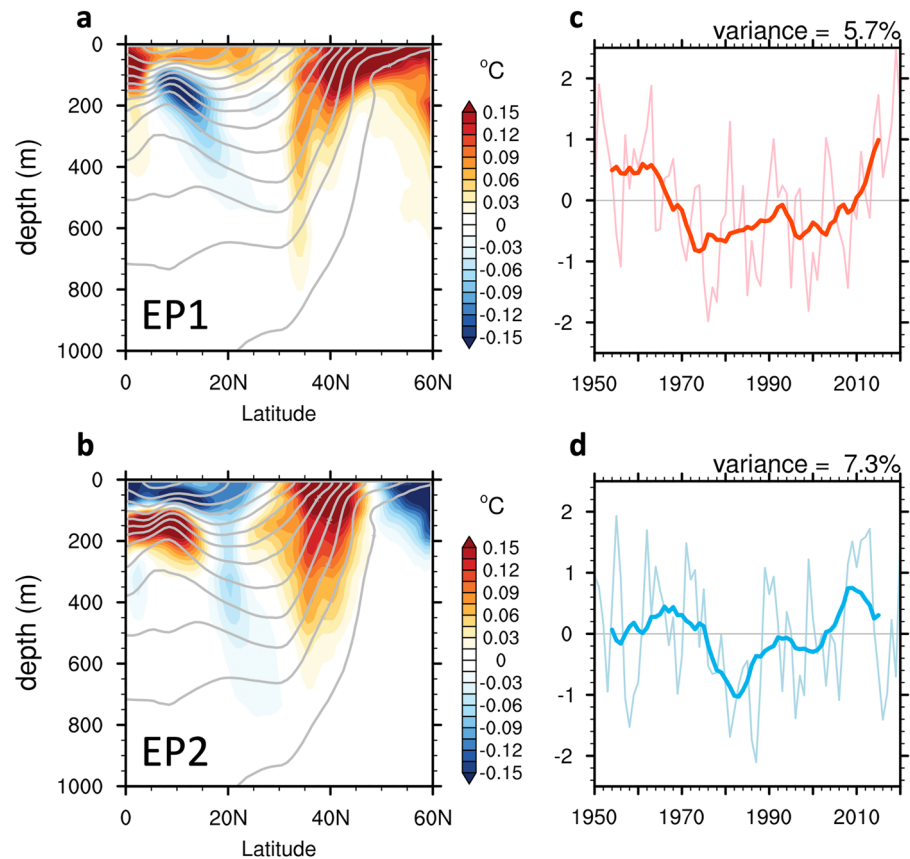 a
0
200
400
600
800
1000
depth (m)
EP1
0
20N
40N
60N
Latitude
°C
0.15
0.12
0.09
0.06
0.03
0
-0.03
-0.06
-0.09
-0.12
-0.15
c
variance = 5.7%
2
1
0
-1
-2
1950
1970
1990
2010
b
0
200
400
600
800
1000
depth (m)
EP2
0
20N
40N
60N
Latitude
°C
0.15
0.12
0.09
0.06
0.03
0
-0.03
-0.06
-0.09
-0.12
-0.15
d
variance = 7.3%
2
1
0
-1
-2
1950
1970
1990
2010